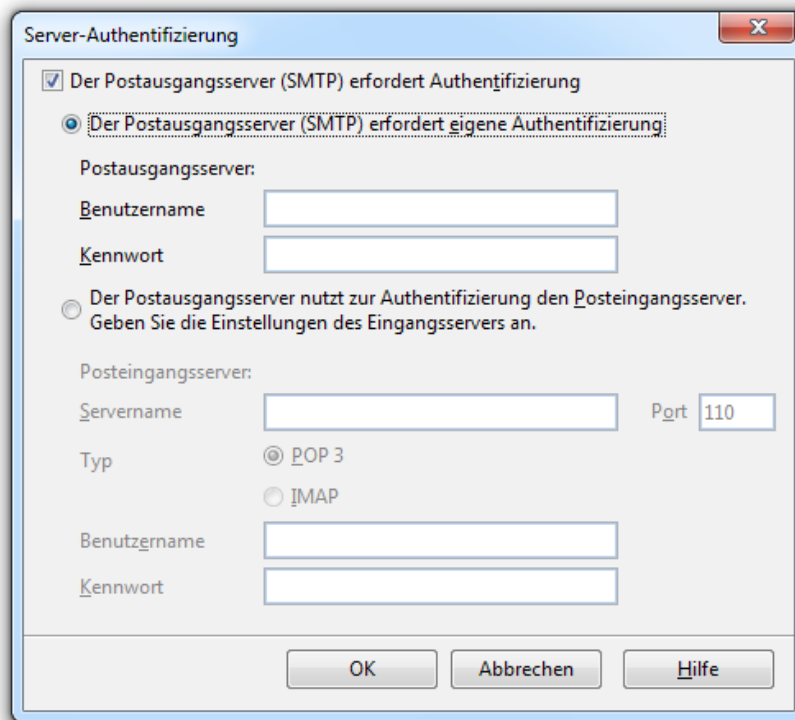 Server-Authentifizierung
Der Postausgangsserver (SMTP) erfordert Authentifizierung
Der Postausgangsserver (SMTP) erfordert eigene Authentifizierung
Postausgangsserver:
Benutzername
Kennwort
Der Postausgangsserver nutzt zur Authentifizierung den Posteingangsserver.
Geben Sie die Einstellungen des Eingangsservers an.
Posteingangsserver:
Servername Port 110
Typ POP 3
IMAP
Benutzername
Kennwort
OK Abbrechen Hilfe